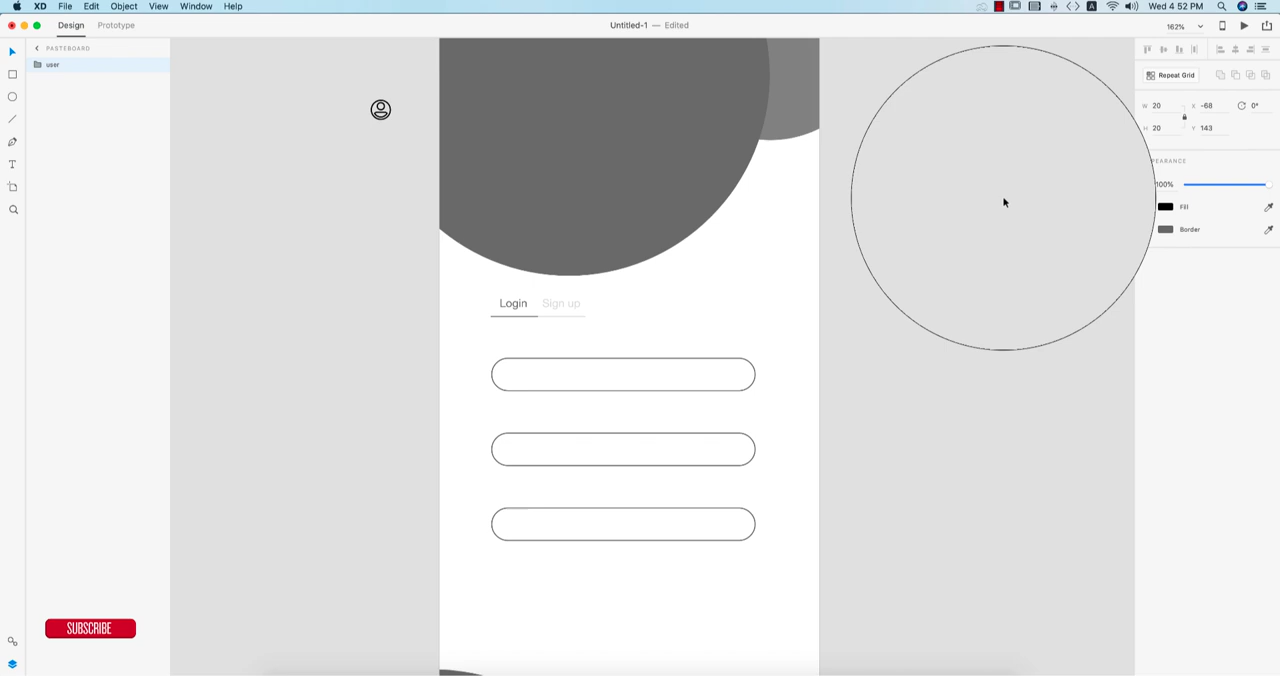 XD File Edit Object View Window Help
A Wed 4 52 PM
Design Prototype
Untitled-1 — Edited
162%
PASTEBOARD
user
Repeat Grid
W 20 X -68 0°
H 20 Y 143
PEARANCE
100%
Fill
Border
Login Sign up
SUBSCRIBE